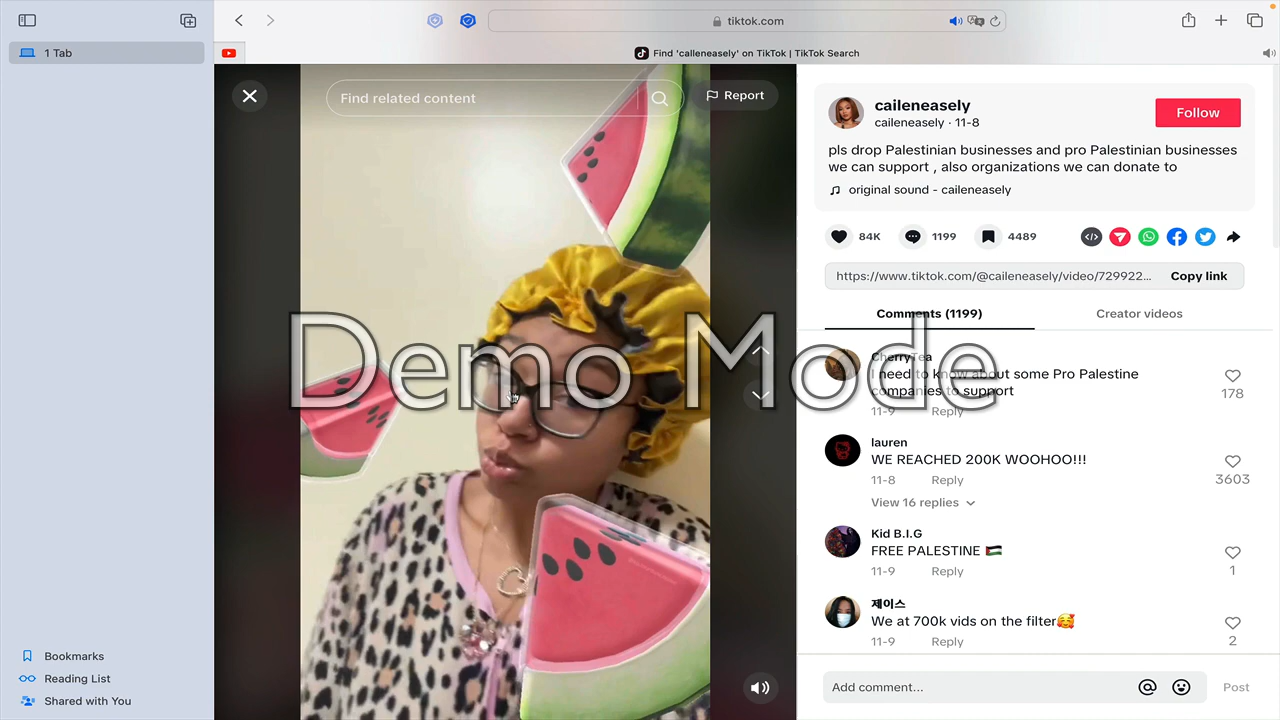 1 Tab
tiktok.com
Find 'calleneasely' on TikTok | TikTok Search
Find related content
Report
caileneasely
caileneasely · 11-8
Follow
pls drop Palestinian businesses and pro Palestinian businesses
we can support , also organizations we can donate to
original sound - caileneasely
84K
1199
4489
https://www.tiktok.com/@caileneasely/video/729922...
Copy link
Comments (1199)
Creator videos
Demo Mode
CherryTea
I need to know about some Pro Palestine
companies to support
178
11-9 Reply
lauren
WE REACHED 200K WOOHOO!!!
3603
11-8 Reply
View 16 replies
Kid B.I.G
FREE PALESTINE 🇵🇸
1
11-9 Reply
제이스
We at 700k vids on the filter🥰
2
11-9 Reply
Add comment...
Post
Bookmarks
Reading List
Shared with You